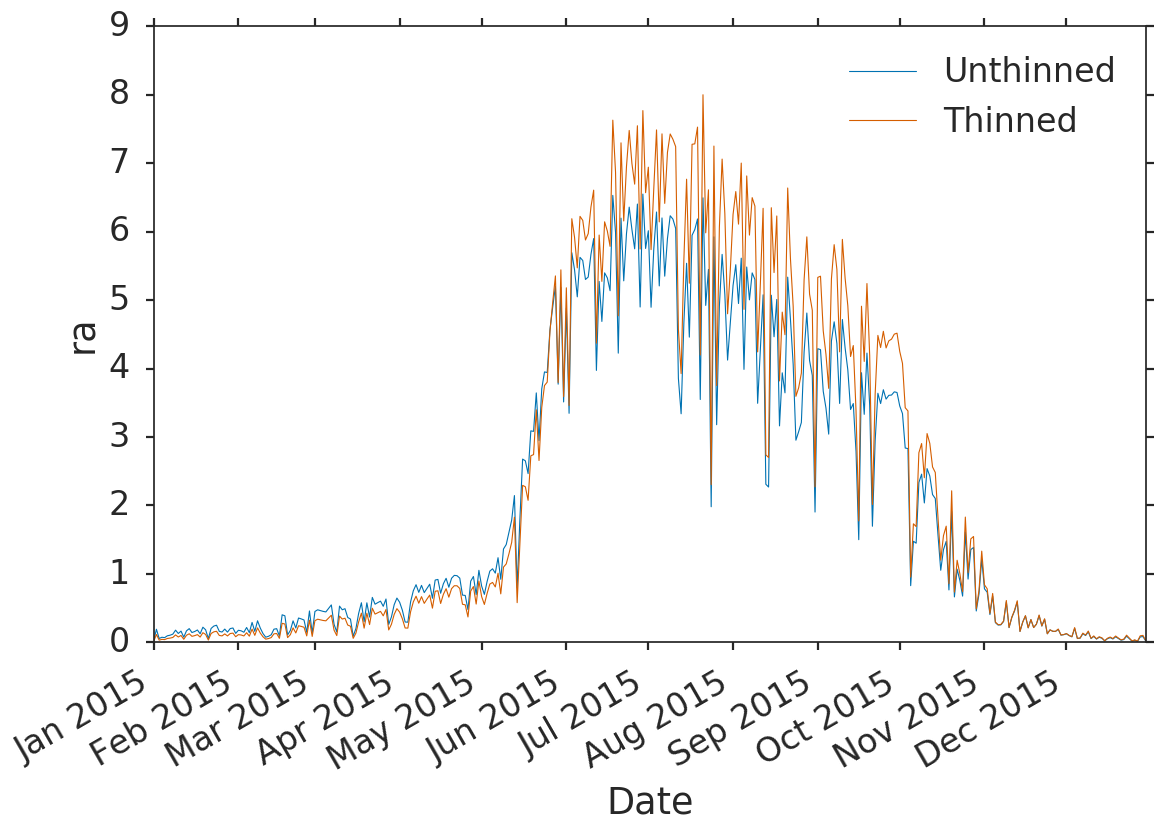 9
8
7
6
5
4
3
2
1
0
ra
Unthinned
Thinned
Jan 2015
Feb 2015
Mar 2015
Apr 2015
May 2015
Jun 2015
Jul 2015
Aug 2015
Sep 2015
Oct 2015
Nov 2015
Dec 2015
Date